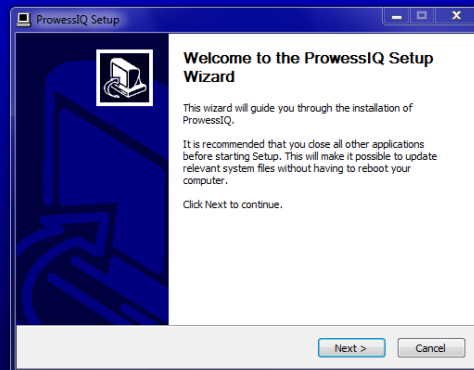 ProwessIQ Setup
Welcome to the ProwessIQ Setup
Wizard
This wizard will guide you through the installation of
ProwessIQ.
It is recommended that you close all other applications
before starting Setup. This will make it possible to update
relevant system files without having to reboot your
computer.
Click Next to continue.
Next >
Cancel